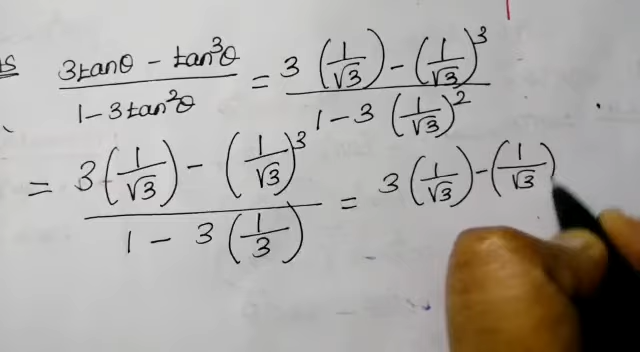 (3tanθ - tan³θ)/(1-3tan²θ) = (3(1/√3) - (1/√3)³)/(1-3(1/√3)²)
= (3(1/√3) - (1/√3)³)/(1-3(1/3)) = 3(1/√3)-(1/√3)